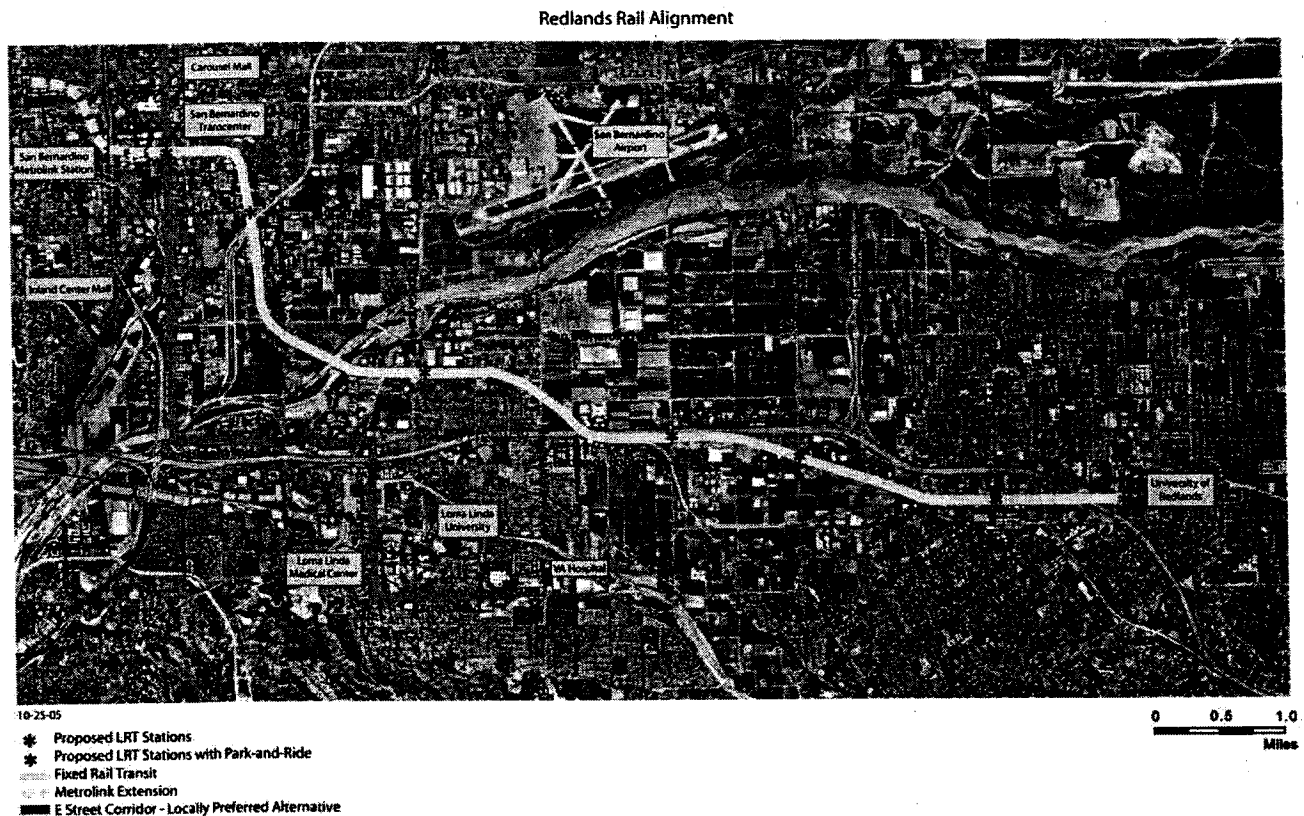 Redlands Rail Alignment
Carousel Mall
San Bernardino
Transcenter
San Bernardino
Metrolink Station
San Bernardino
Airport
Inland Center Mall
University of
Redlands
Loma Linda
University
Loma Linda
Medical Center
VA Hospital
10-25-05
Proposed LRT Stations
Proposed LRT Stations with Park-and-Ride
Fixed Rail Transit
Metrolink Extension
E Street Corridor - Locally Preferred Alternative
0 0.5 1.0
Miles